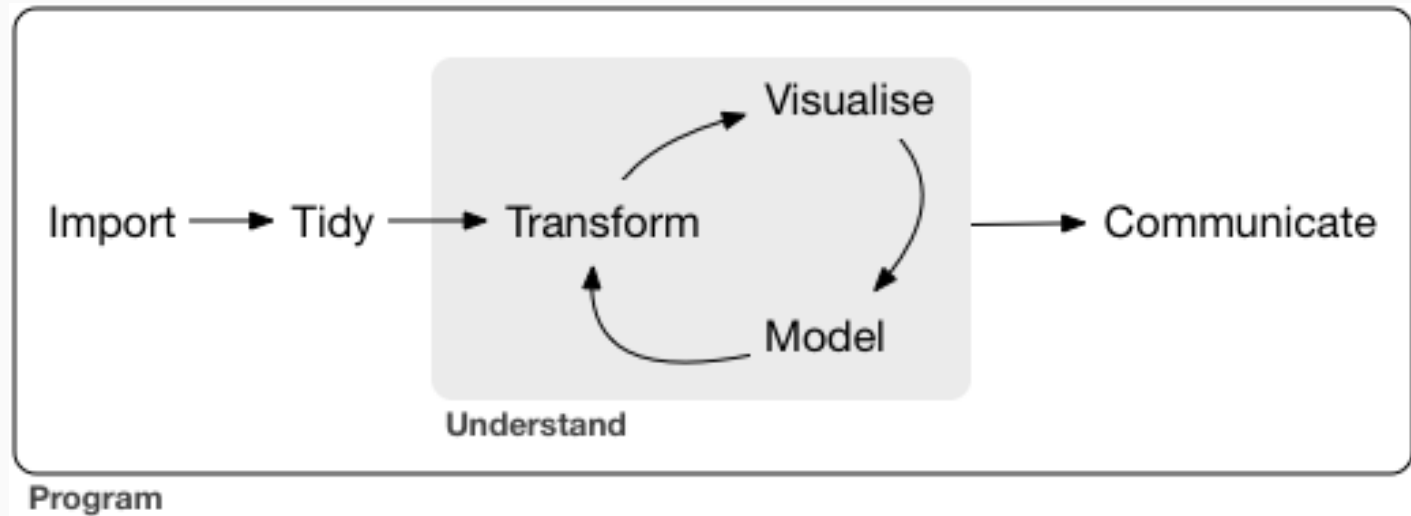 Visualise
Import
Tidy
Transform
Communicate
Model
Understand
Program